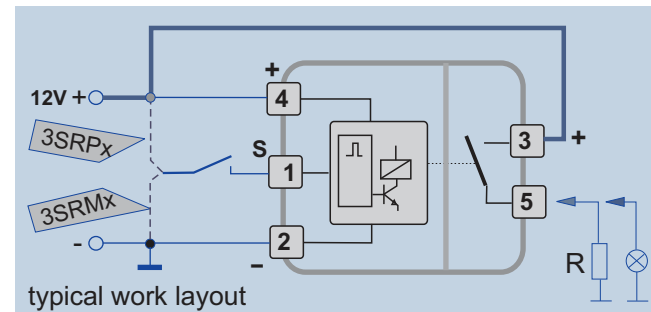 +
12V +
4
3SRPx
S
1
3
+
5
3SRMx
2
-
-
R
typical work layout